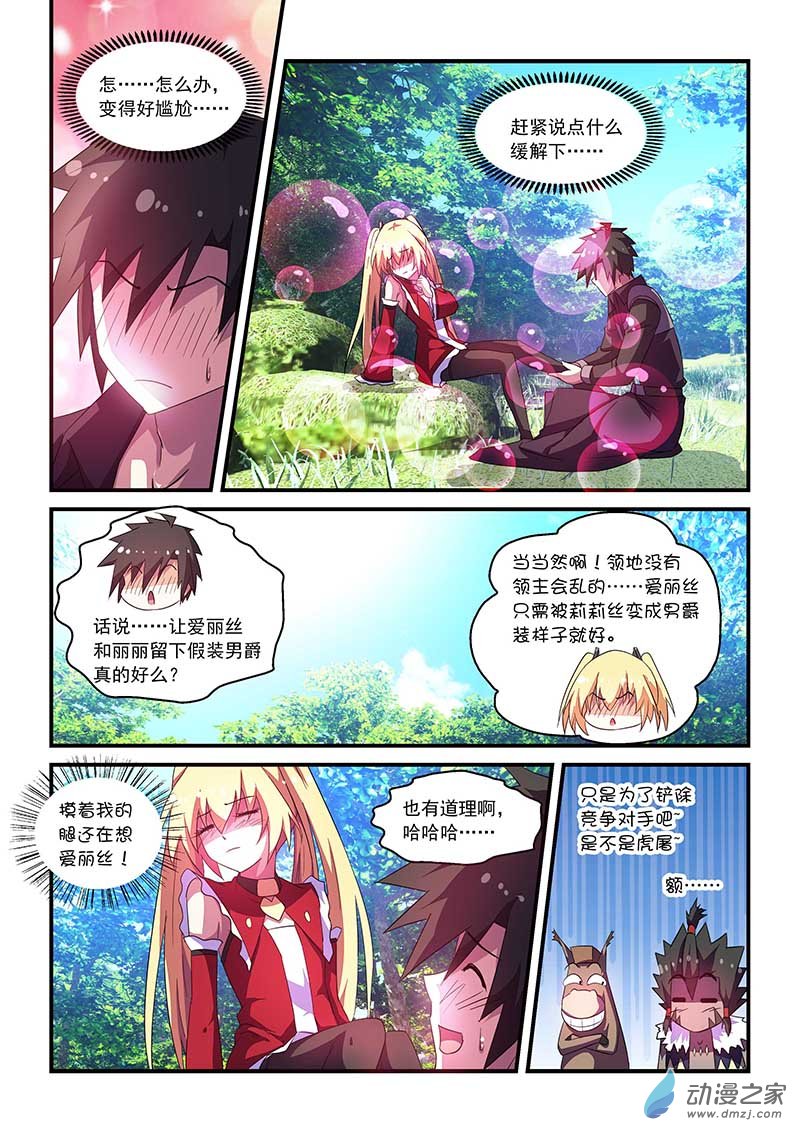 怎……怎么办，
变得好尴尬……
赶紧说点什么
缓解下……
话说……让爱丽丝
和丽丽留下假装男爵
真的好么？
当当然啊！领地没有
领主会乱的……爱丽丝
只需被莉莉丝变成男爵
装样子就好。
摸着我的
腿还在想
爱丽丝！
也有道理啊，
哈哈哈……
只是为了铲除
竞争对手吧~
是不是虎尾~
额……
动漫之家
www.dmzj.com